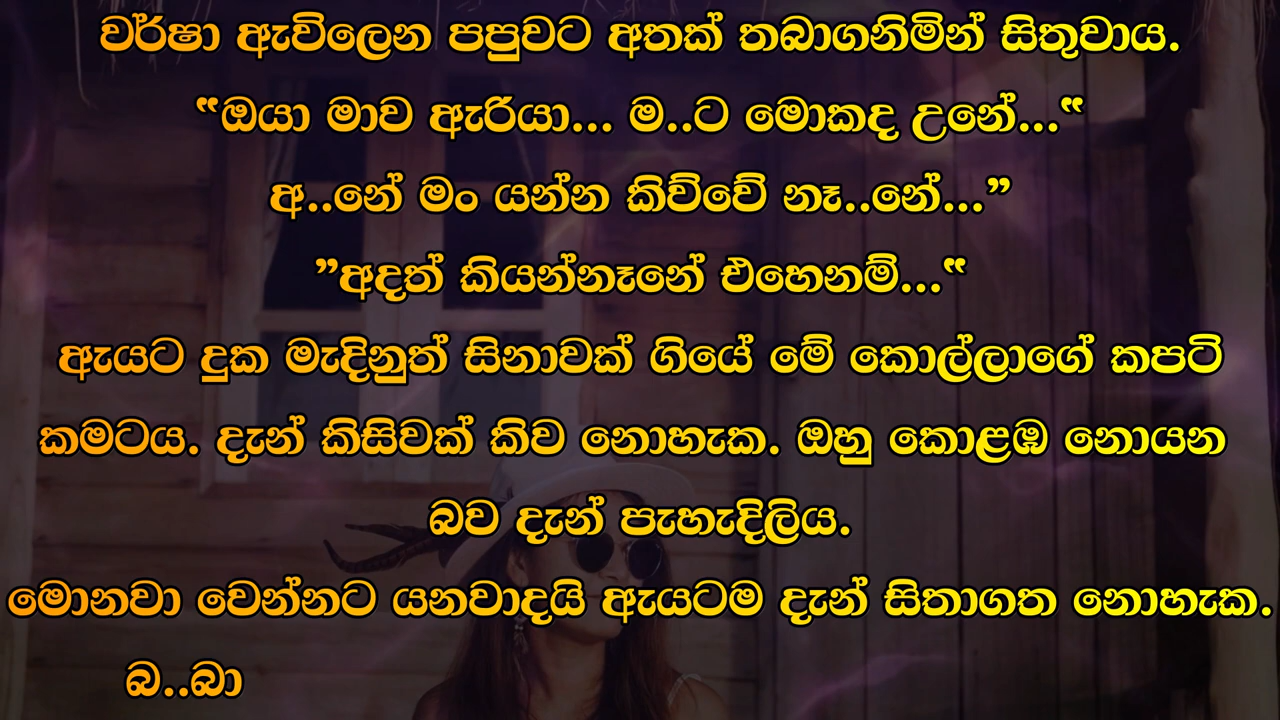 වර්ෂා ඇවිලෙන පපුවට අතක් තබාගනිමින් සිතුවාය.
“ඔයා මාව ඇරියා... ම..ට මොකද උනේ...“
අ..නේ මං යන්න කිව්වේ නෑ..නේ...”
”අදත් කියන්නෑනේ එහෙනම්...“
ඇයට දුක මැදිනුත් සිනාවක් ගියේ මේ කොල්ලාගේ කපටි
කමටය. දැන් කිසිවක් කිව නොහැක. ඔහු කොළඹ නොයන
බව දැන් පැහැදිලිය.
මොනවා වෙන්නට යනවාදයි ඇයටම දැන් සිතාගත නොහැක.
බ..බා